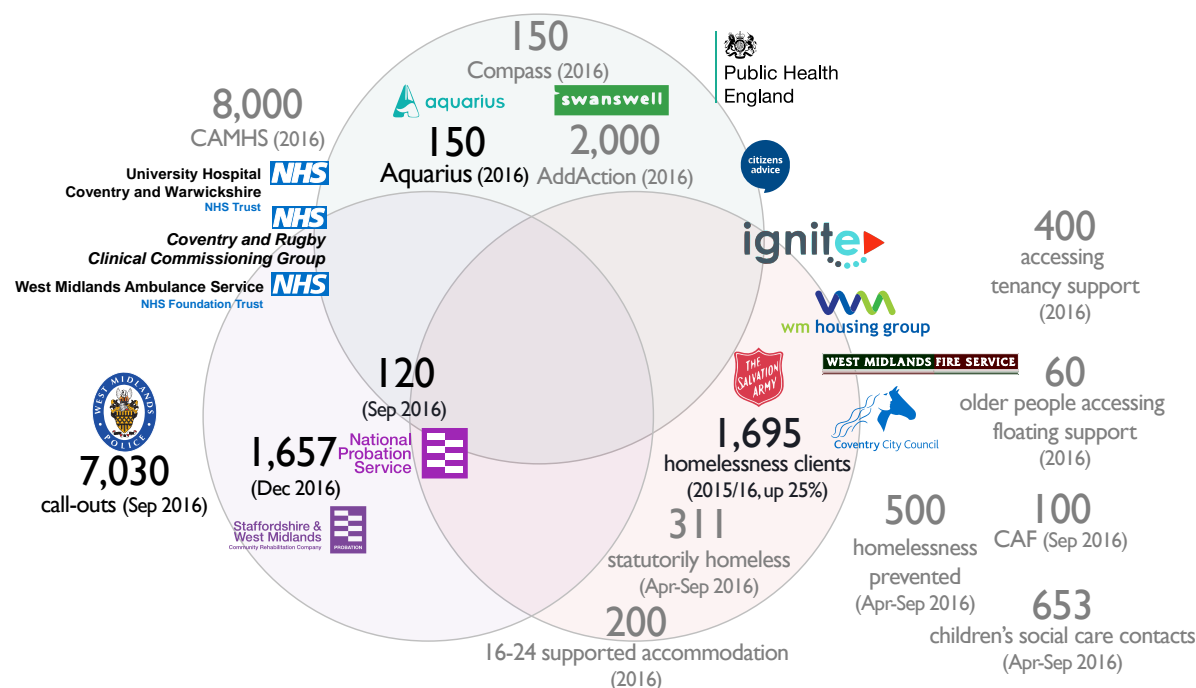 150
Compass (2016)
aquarius
swanswell
150
Aquarius (2016)
2,000
AddAction (2016)
Public Health
England
citizens
advice
8,000
CAMHS (2016)
University Hospital
Coventry and Warwickshire
NHS Trust
NHS
NHS
Coventry and Rugby
Clinical Commissioning Group
West Midlands Ambulance Service
NHS Foundation Trust
NHS
ignite
wm housing group
THE
SALVATION
ARMY
WEST MIDLANDS FIRE SERVICE
Coventry City Council
400
accessing
tenancy support
(2016)
60
older people accessing
floating support
(2016)
WEST MIDLANDS
POLICE
7,030
call-outs (Sep 2016)
120
(Sep 2016)
1,657
(Dec 2016)
National
Probation
Service
Staffordshire &
West Midlands
Community Rehabilitation Company
PROBATION
1,695
homelessness clients
(2015/16, up 25%)
311
statutorily homeless
(Apr-Sep 2016)
200
16-24 supported accommodation
(2016)
500
homelessness
prevented
(Apr-Sep 2016)
100
CAF (Sep 2016)
653
children's social care contacts
(Apr-Sep 2016)